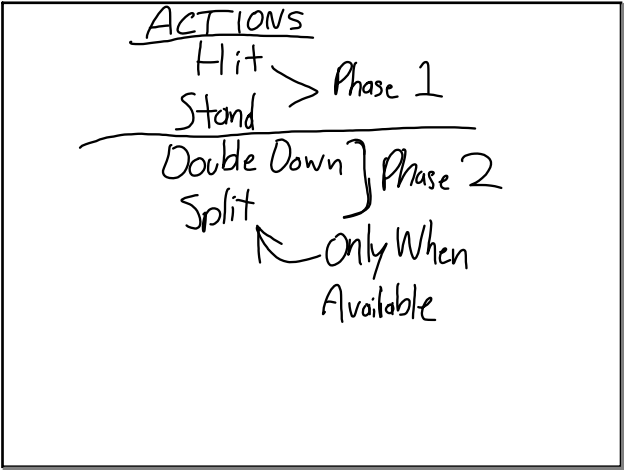 ACTIONS
Hit
Phase 1
Stand
Double Down
Phase 2
Split
Only When
Available